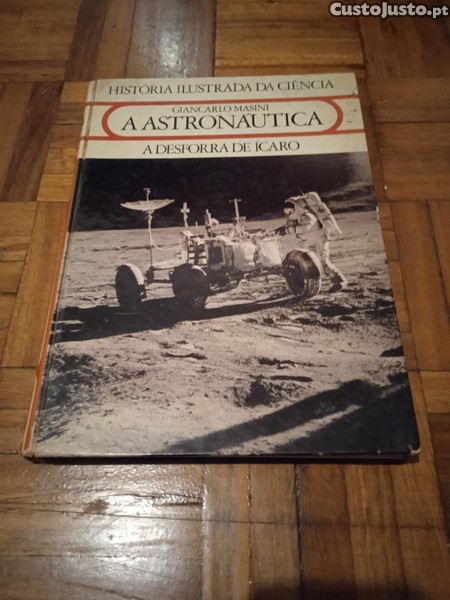 CustoJusto.pt
HISTÓRIA ILUSTRADA DA CIÊNCIA
GIANCARLO MASINI
A ASTRONÁUTICA
A DESFORRA DE ÍCARO